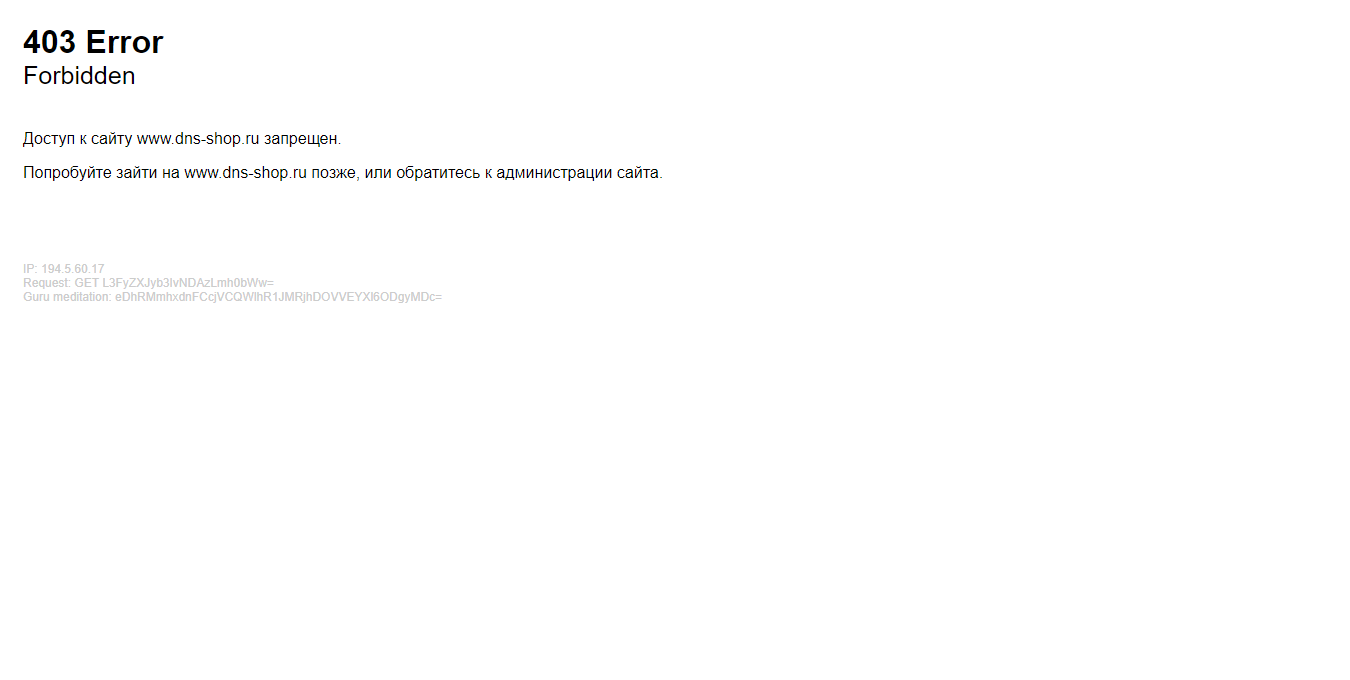 403 Error
Forbidden
Доступ к сайту www.dns-shop.ru запрещен.
Попробуйте зайти на www.dns-shop.ru позже, или обратитесь к администрации сайта.
IP: 194.5.60.17
Request: GET L3FyZXJyb3IvNDAzLmh0bWw=
Guru meditation: